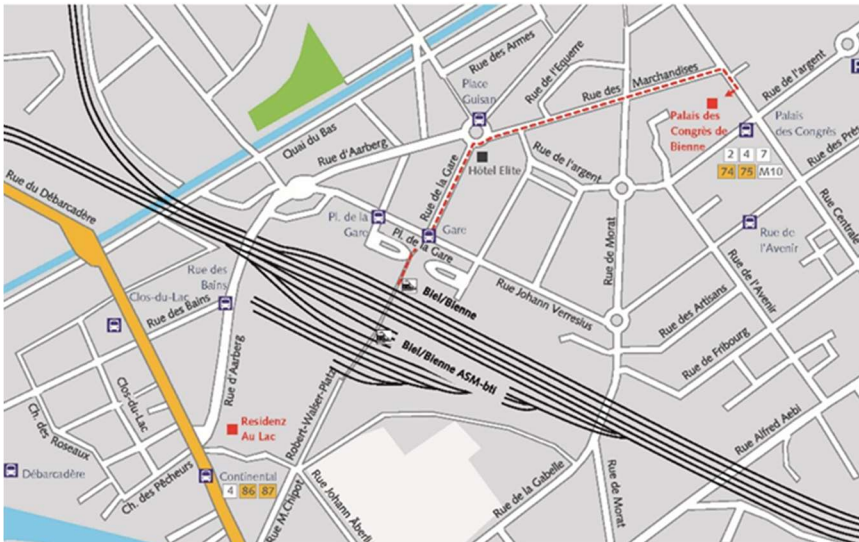 Rue des Armes
Rue de l'Equerre
Place
Guisan
Rue des Marchandises
Rue de l'argent
Palais des
Congrès de
Bienne
Palais
des Congrès
2 4 7
74 75 M10
Rue des Pré
Quai du Bas
Rue d'Aarberg
Rue de la Gare
Hôtel Elite
Rue de l'argent
Rue du Débarcadère
Pl. de la
Gare
Gare
Pl. de la Gare
Rue de Morat
Rue Centrale
Rue de
l'Avenir
Rue de l'Avenir
Rue des
Bains
Clos-du-Lac
Rue des Bains
Biel/Bienne
Rue Johann Verresius
Rue des Artisans
Biel/Bienne ASM-bti
Rue de Fribourg
Rue d'Aarberg
Clos-du-Lac
Ch. des Roseaux
Robert-Walser-Platz
Residenz
Au Lac
Rue Alfred Aebi
Débarcadère
Ch. des Pêcheurs
Continental
4 86 87
Rue M.Chipot
Rue Johann Äberli
Rue de la Gabelle
Rue de Morat